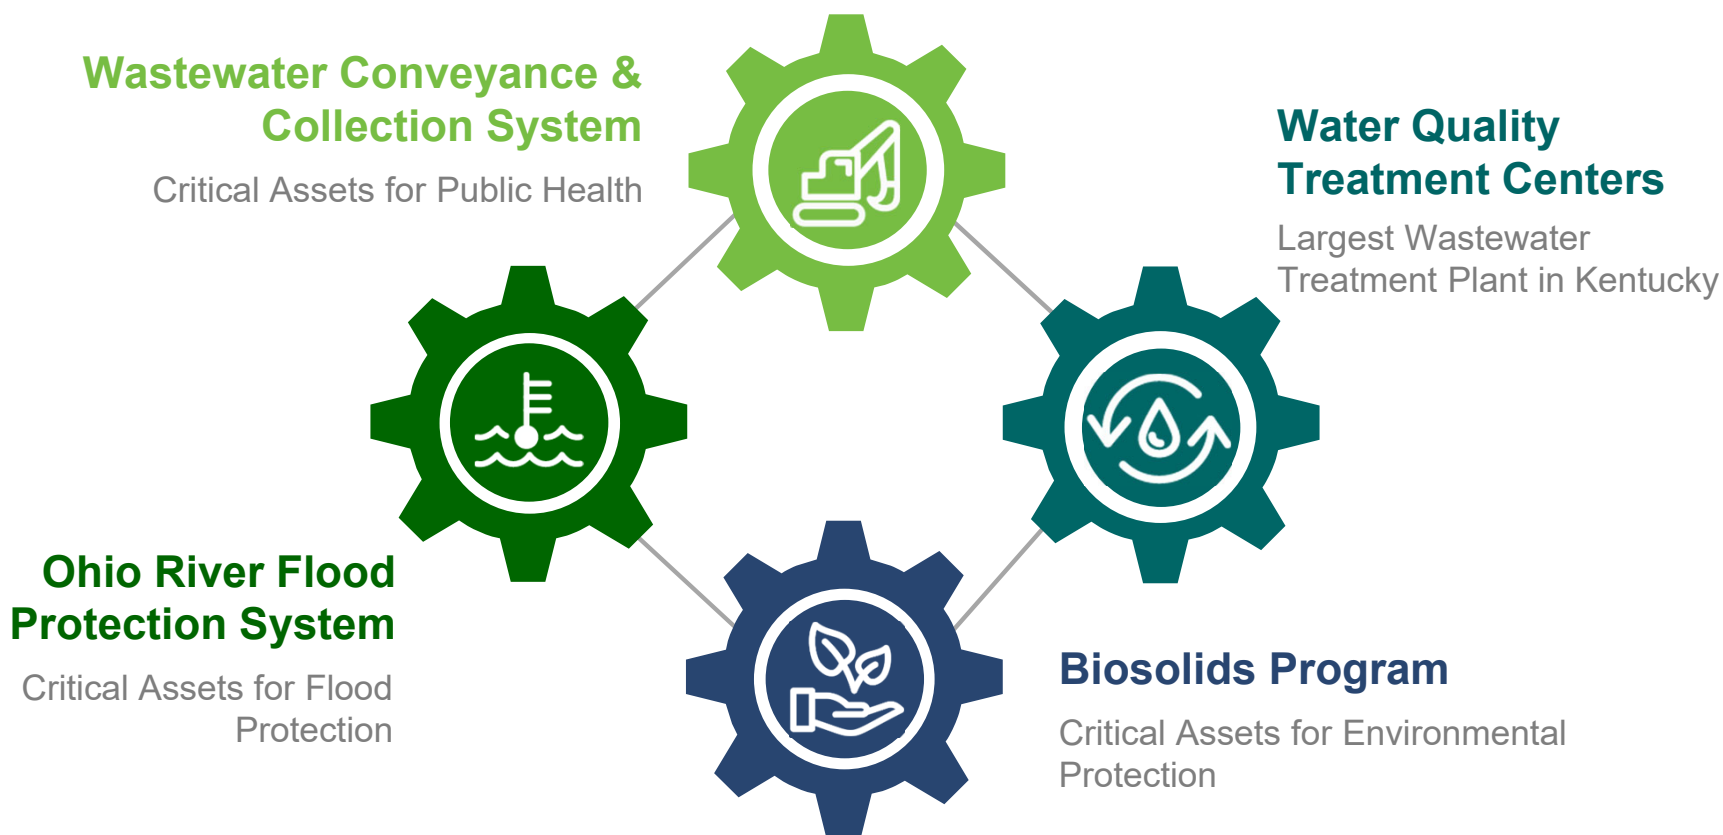 Wastewater Conveyance &
Collection System
Critical Assets for Public Health
Water Quality
Treatment Centers
Largest Wastewater
Treatment Plant in Kentucky
Ohio River Flood
Protection System
Critical Assets for Flood
Protection
Biosolids Program
Critical Assets for Environmental
Protection